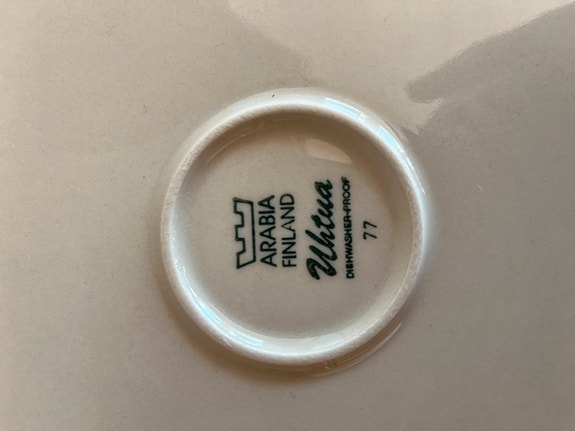 ARABIA
FINLAND
Uhtua
DISHWASHER-PROOF
77